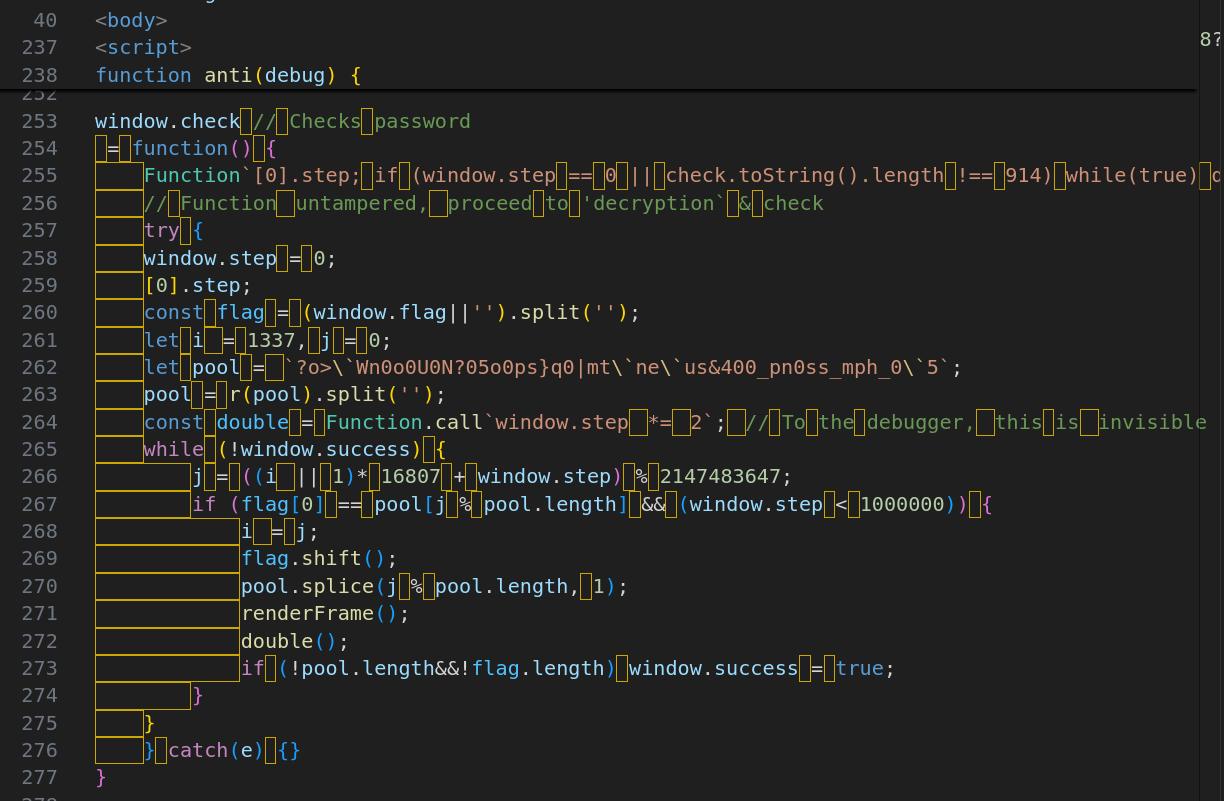 40 <body>
237 <script>
8?
238 function anti(debug) {
252
253 window.check // Checks password
254 = function() {
255 Function`[0].step; if (window.step == 0 || check.toString().length !== 914) while(true)
256 // Function untampered, proceed to 'decryption` & check
257 try {
258 window.step = 0;
259 [0].step;
260 const flag = (window.flag||'').split('');
261 let i = 1337, j = 0;
262 let pool = `?o>\`Wn0o0U0N?05o0ps}q0|mt\`ne\`us&400_pn0ss_mph_0\`5`;
263 pool = r(pool).split('');
264 const double = Function.call`window.step *= 2`; // To the debugger, this is invisible
265 while (!window.success) {
266 j = ((i || 1)* 16807 + window.step) % 2147483647;
267 if (flag[0] == pool[j % pool.length] && (window.step < 1000000)) {
268 i = j;
269 flag.shift();
270 pool.splice(j % pool.length, 1);
271 renderFrame();
272 double();
273 if (!pool.length&&!flag.length) window.success = true;
274 }
275 }
276 } catch(e) {}
277 }